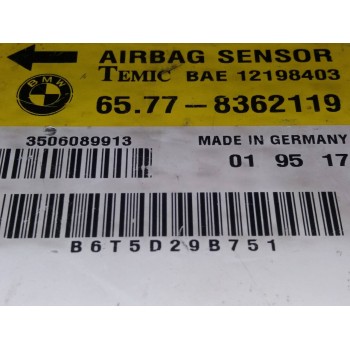 AIRBAG SENSOR
BMW
TEMIC BAE 12198403
65.77-8362119
3506089913
MADE IN GERMANY
01 95 17
B6T5D29B751